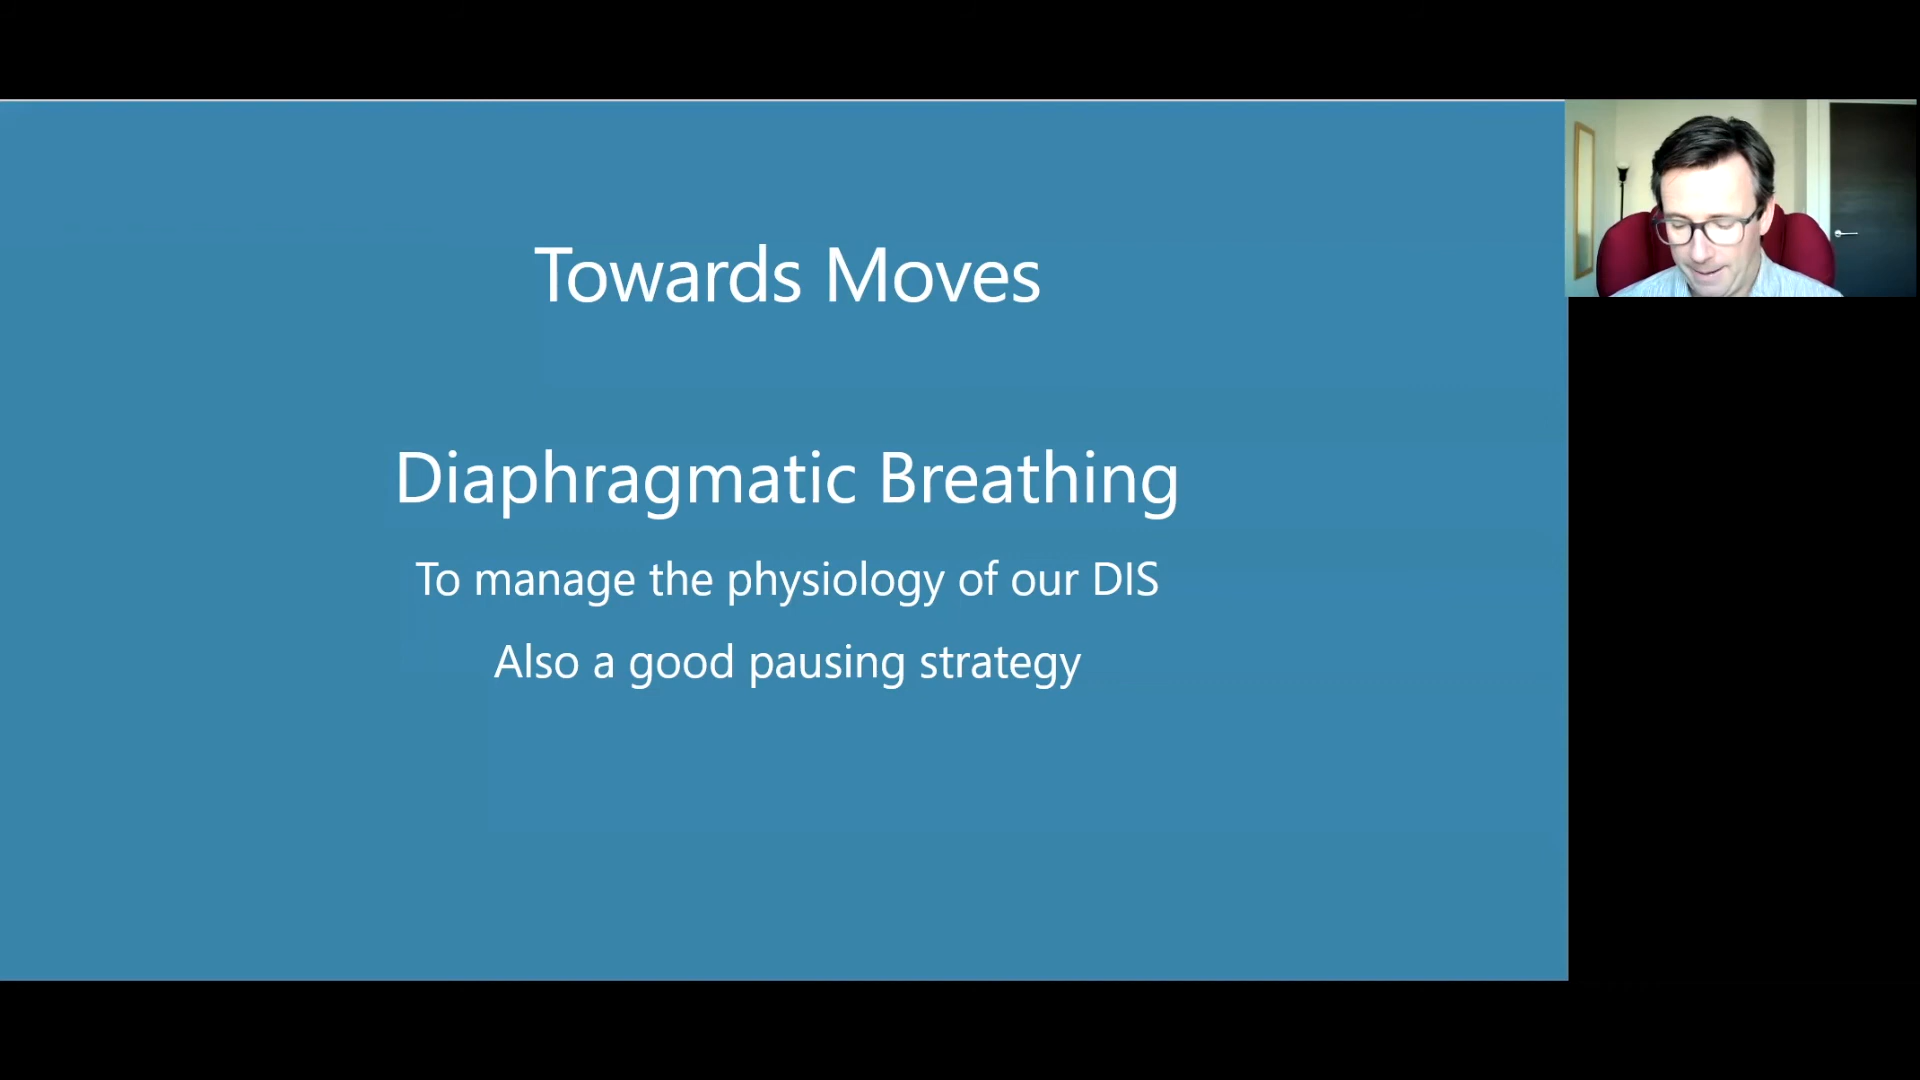 Towards Moves
Diaphragmatic Breathing
To manage the physiology of our DIS
Also a good pausing strategy